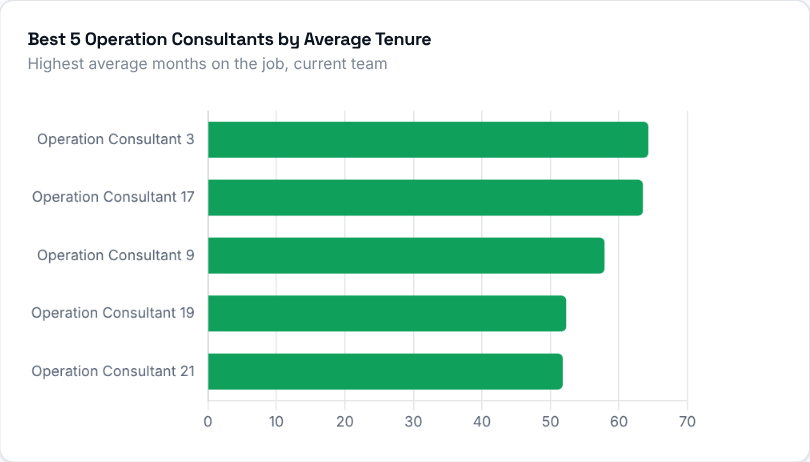 Best 5 Operation Consultants by Average Tenure
Highest average months on the job, current team
Operation Consultant 3
Operation Consultant 17
Operation Consultant 9
Operation Consultant 19
Operation Consultant 21
0 10 20 30 40 50 60 70